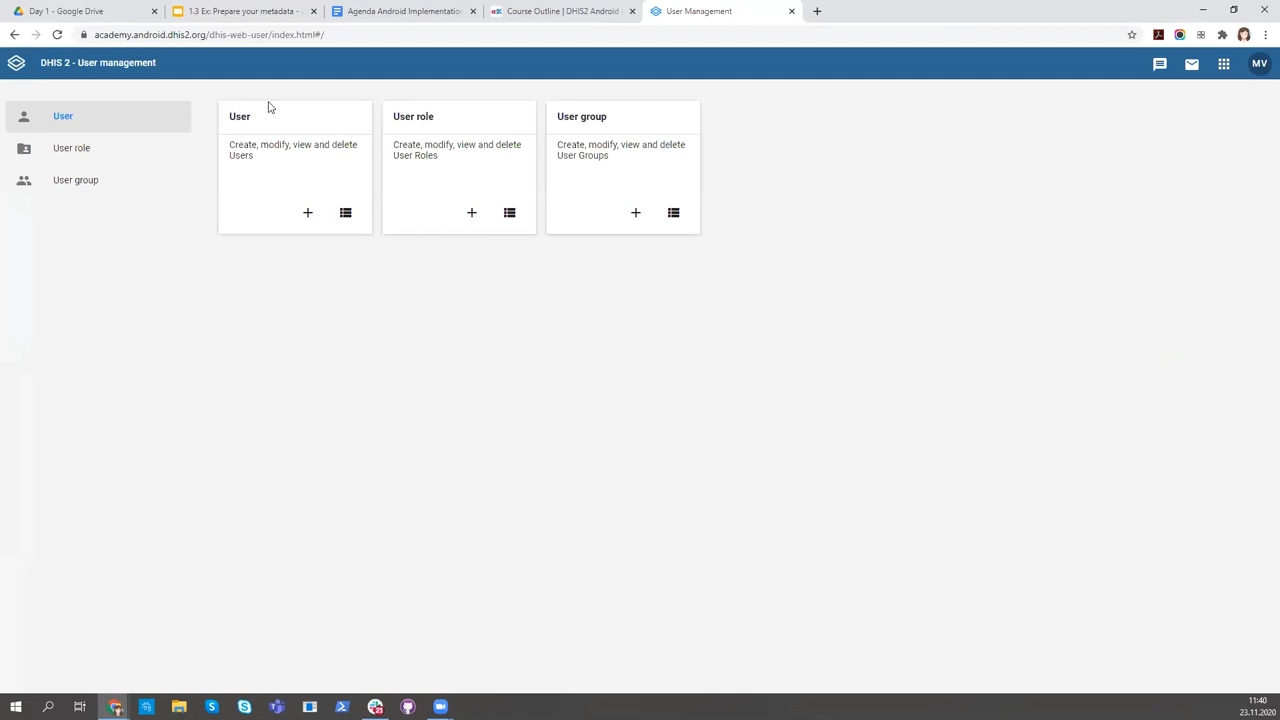 Day 1 - Google Drive
1.3 Ex: Prepare your metadata -
Agenda Android Implementation
Course Outline | DHIS2 Android
User Management
academy.android.dhis2.org/dhis-web-user/index.html#/
DHIS 2 - User management
MV
User
User role
User group
User
Create, modify, view and delete
Users
User role
Create, modify, view and delete
User Roles
User group
Create, modify, view and delete
User Groups
11:40
23.11.2020